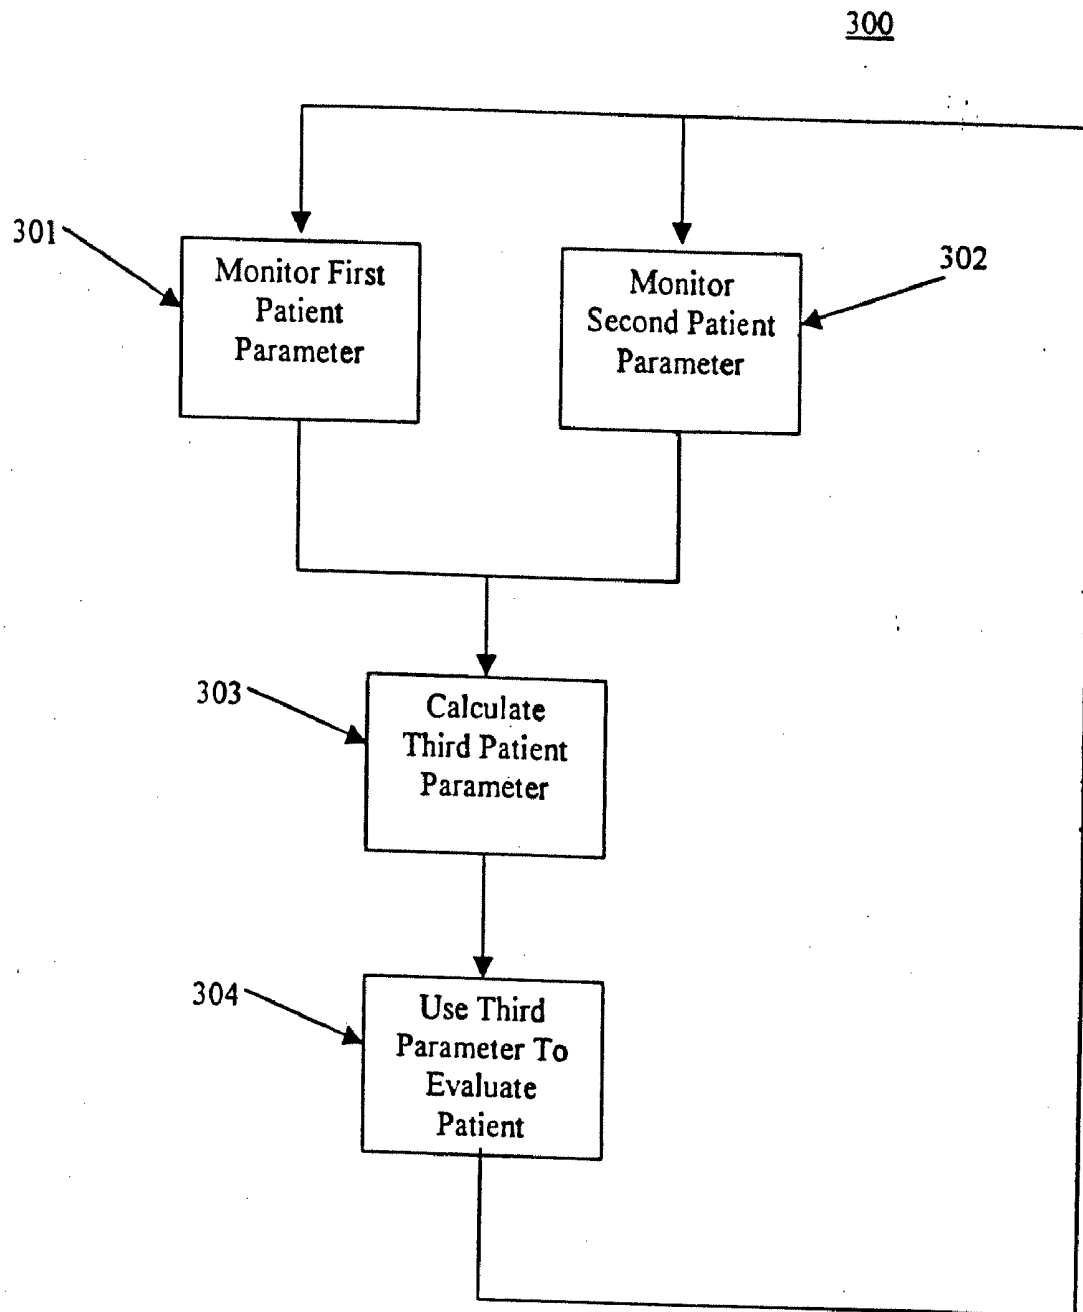 300
301
Monitor First
Patient
Parameter
302
Monitor
Second Patient
Parameter
303
Calculate
Third Patient
Parameter
304
Use Third
Parameter To
Evaluate
Patient